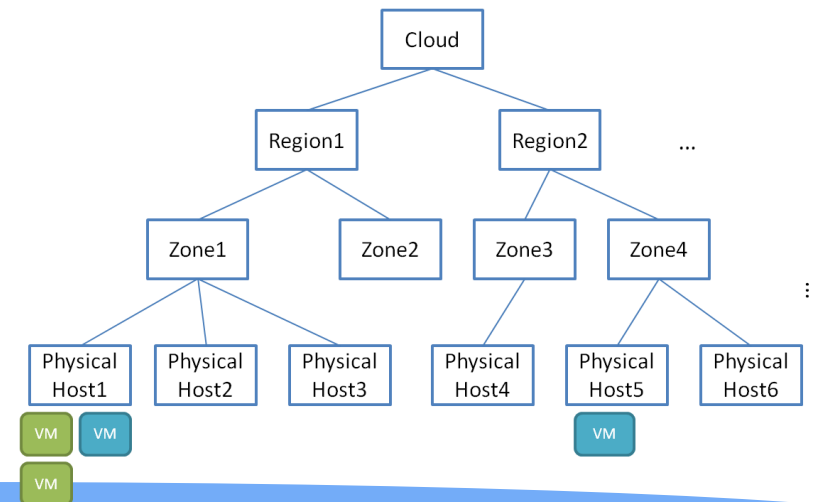 Cloud
Region1
Region2
...
Zone1
Zone2
Zone3
Zone4
...
Physical
Host1
Physical
Host2
Physical
Host3
Physical
Host4
Physical
Host5
Physical
Host6
VM
VM
VM
VM